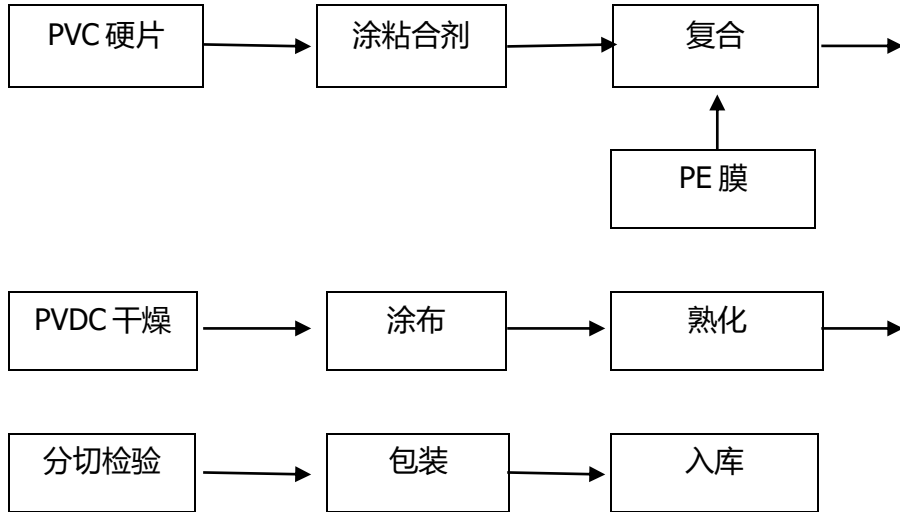 PVC 硬片
涂粘合剂
复合
PE 膜
PVDC 干燥
涂布
熟化
分切检验
包装
入库